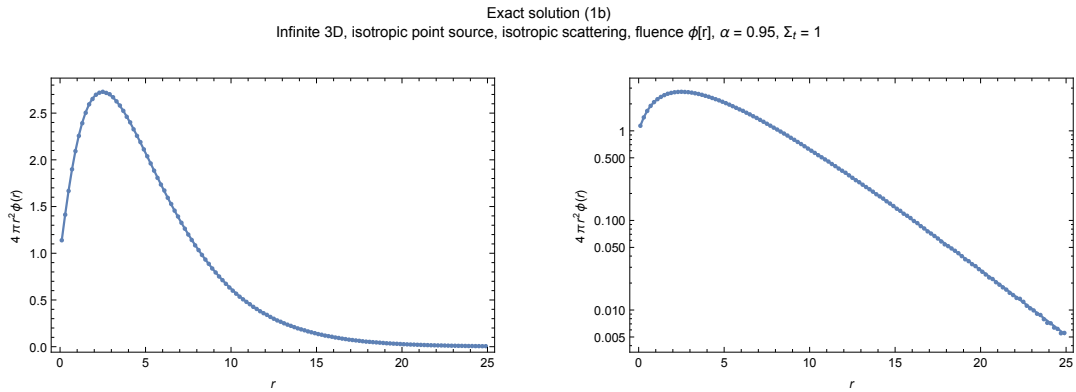 Exact solution (1b)
Infinite 3D, isotropic point source, isotropic scattering, fluence ϕ[r], α = 0.95, Σt = 1
4 π r² ϕ(r)
2.5
2.0
1.5
1.0
0.5
0.0
0 5 10 15 20 25
r
4 π r² ϕ(r)
1
0.500
0.100
0.050
0.010
0.005
0 5 10 15 20 25
r